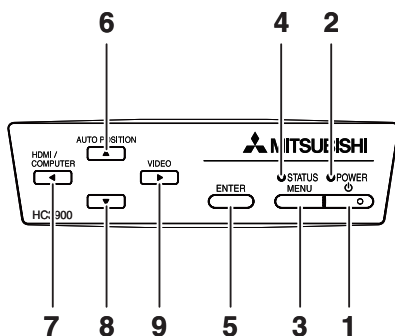 6
4
2
AUTO POSITION
HDMI /
COMPUTER
VIDEO
MITSUBISHI
ENTER
STATUS
POWER
MENU
HC3900
7
8
9
5
3
1